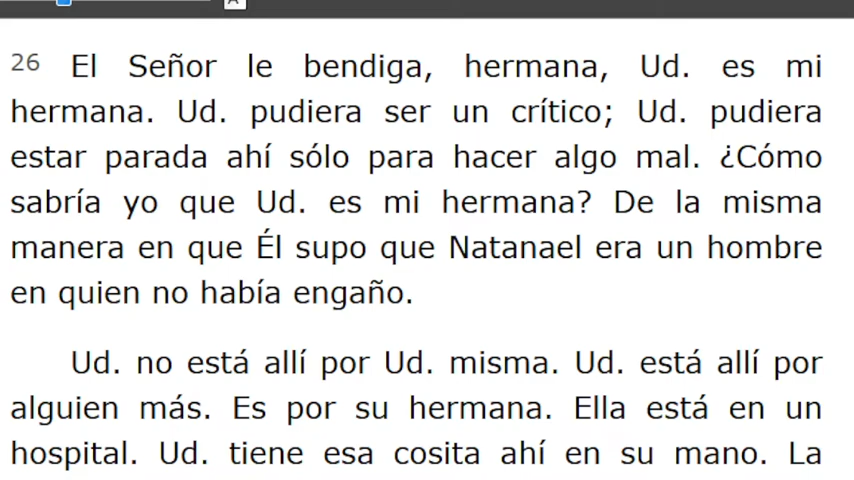 26 El Señor le bendiga, hermana, Ud. es mi
hermana. Ud. pudiera ser un crítico; Ud. pudiera
estar parada ahí sólo para hacer algo mal. ¿Cómo
sabría yo que Ud. es mi hermana? De la misma
manera en que Él supo que Natanael era un hombre
en quien no había engaño.
Ud. no está allí por Ud. misma. Ud. está allí por
alguien más. Es por su hermana. Ella está en un
hospital. Ud. tiene esa cosita ahí en su mano. La